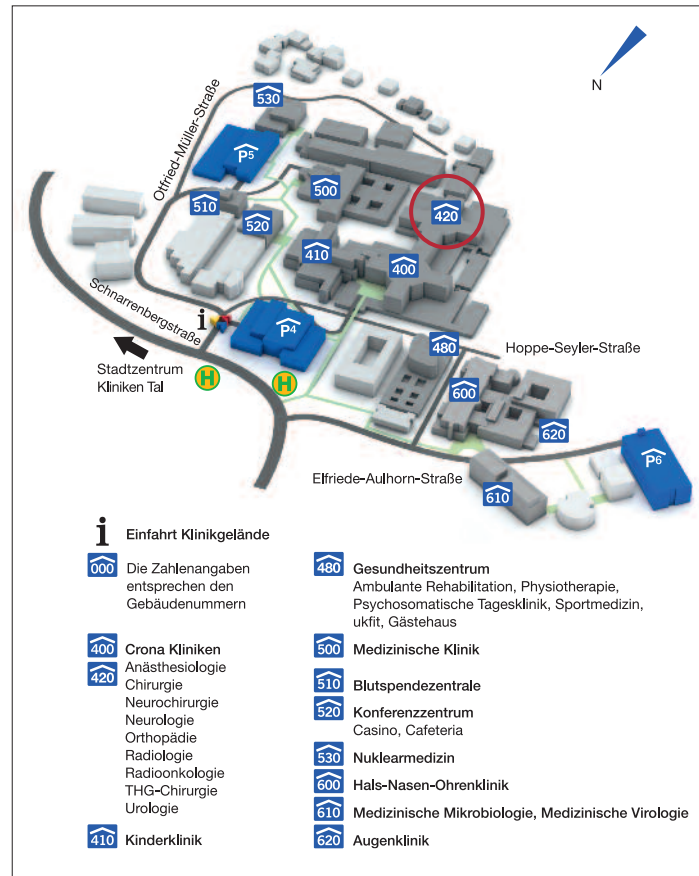 N
Otfried-Müller-Straße
530
P5
500
420
510
520
410
400
Schnarrenbergstraße
i
P4
480
Hoppe-Seyler-Straße
Stadtzentrum
Kliniken Tal
H
H
600
620
P6
Elfriede-Aulhorn-Straße
610
i Einfahrt Klinikgelände
000 Die Zahlenangaben
entsprechen den
Gebäudenummern
400 Crona Kliniken
420 Anästhesiologie
Chirurgie
Neurochirurgie
Neurologie
Orthopädie
Radiologie
Radioonkologie
THG-Chirurgie
Urologie
410 Kinderklinik
480 Gesundheitszentrum
Ambulante Rehabilitation, Physiotherapie,
Psychosomatische Tagesklinik, Sportmedizin,
ukfit, Gästehaus
500 Medizinische Klinik
510 Blutspendezentrale
520 Konferenzzentrum
Casino, Cafeteria
530 Nuklearmedizin
600 Hals-Nasen-Ohrenklinik
610 Medizinische Mikrobiologie, Medizinische Virologie
620 Augenklinik